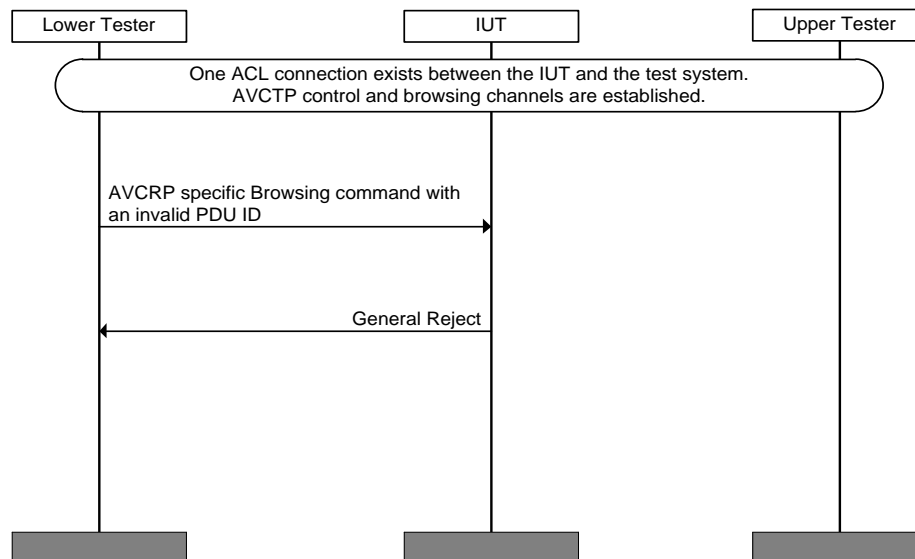 Lower Tester
IUT
Upper Tester
One ACL connection exists between the IUT and the test system.
AVCTP control and browsing channels are established.
AVCRP specific Browsing command with
an invalid PDU ID
General Reject